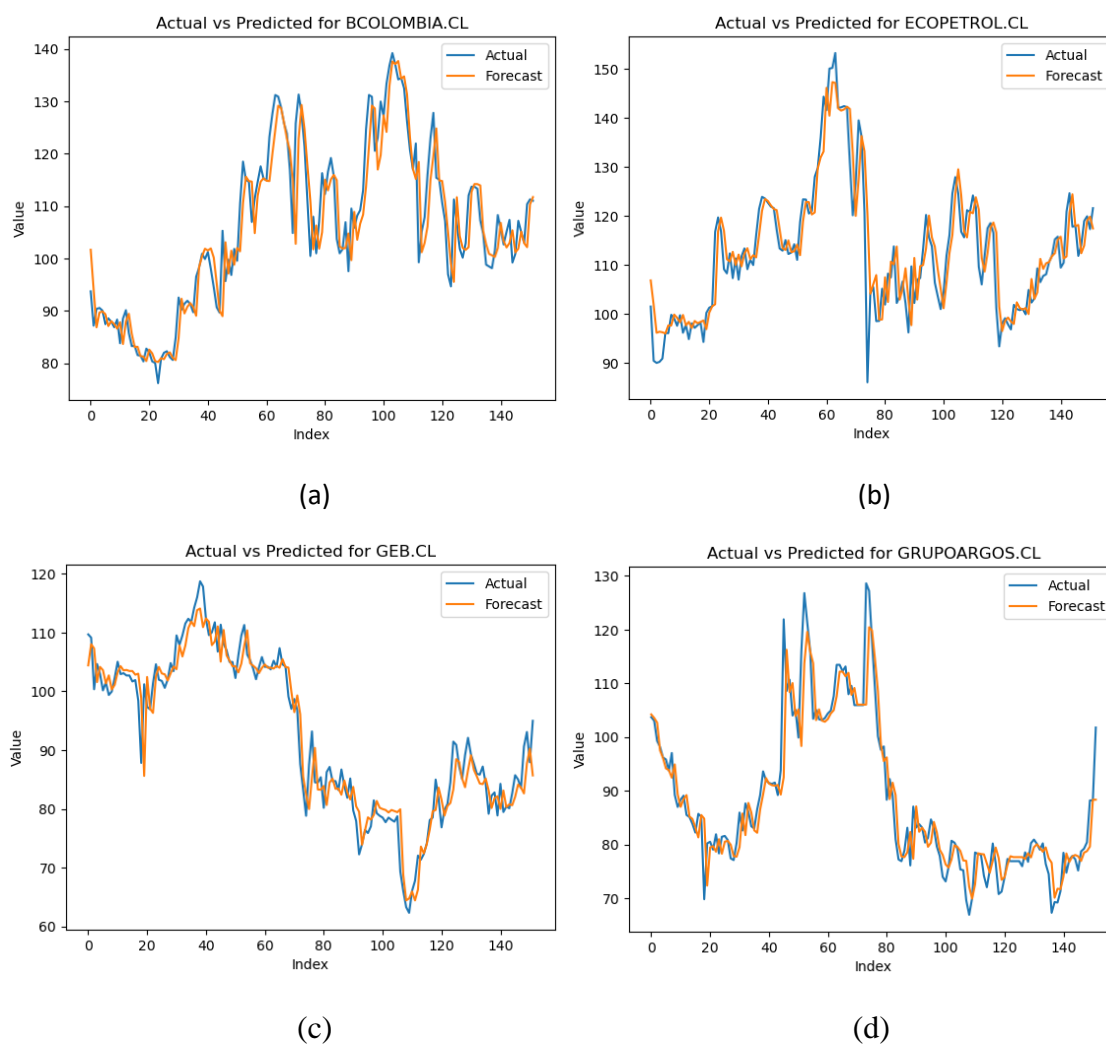 Actual vs Predicted for BCOLOMBIA.CL
Actual
Forecast
140
130
120
110
100
90
80
Value
0
20
40
60
80
100
120
140
Index
(a)
Actual vs Predicted for ECOPETROL.CL
Actual
Forecast
150
140
130
120
110
100
90
Value
0
20
40
60
80
100
120
140
Index
(b)
Actual vs Predicted for GEB.CL
Actual
Forecast
120
110
100
90
80
70
60
Value
0
20
40
60
80
100
120
140
Index
(c)
Actual vs Predicted for GRUPOARGOS.CL
Actual
Forecast
130
120
110
100
90
80
70
Value
0
20
40
60
80
100
120
140
Index
(d)